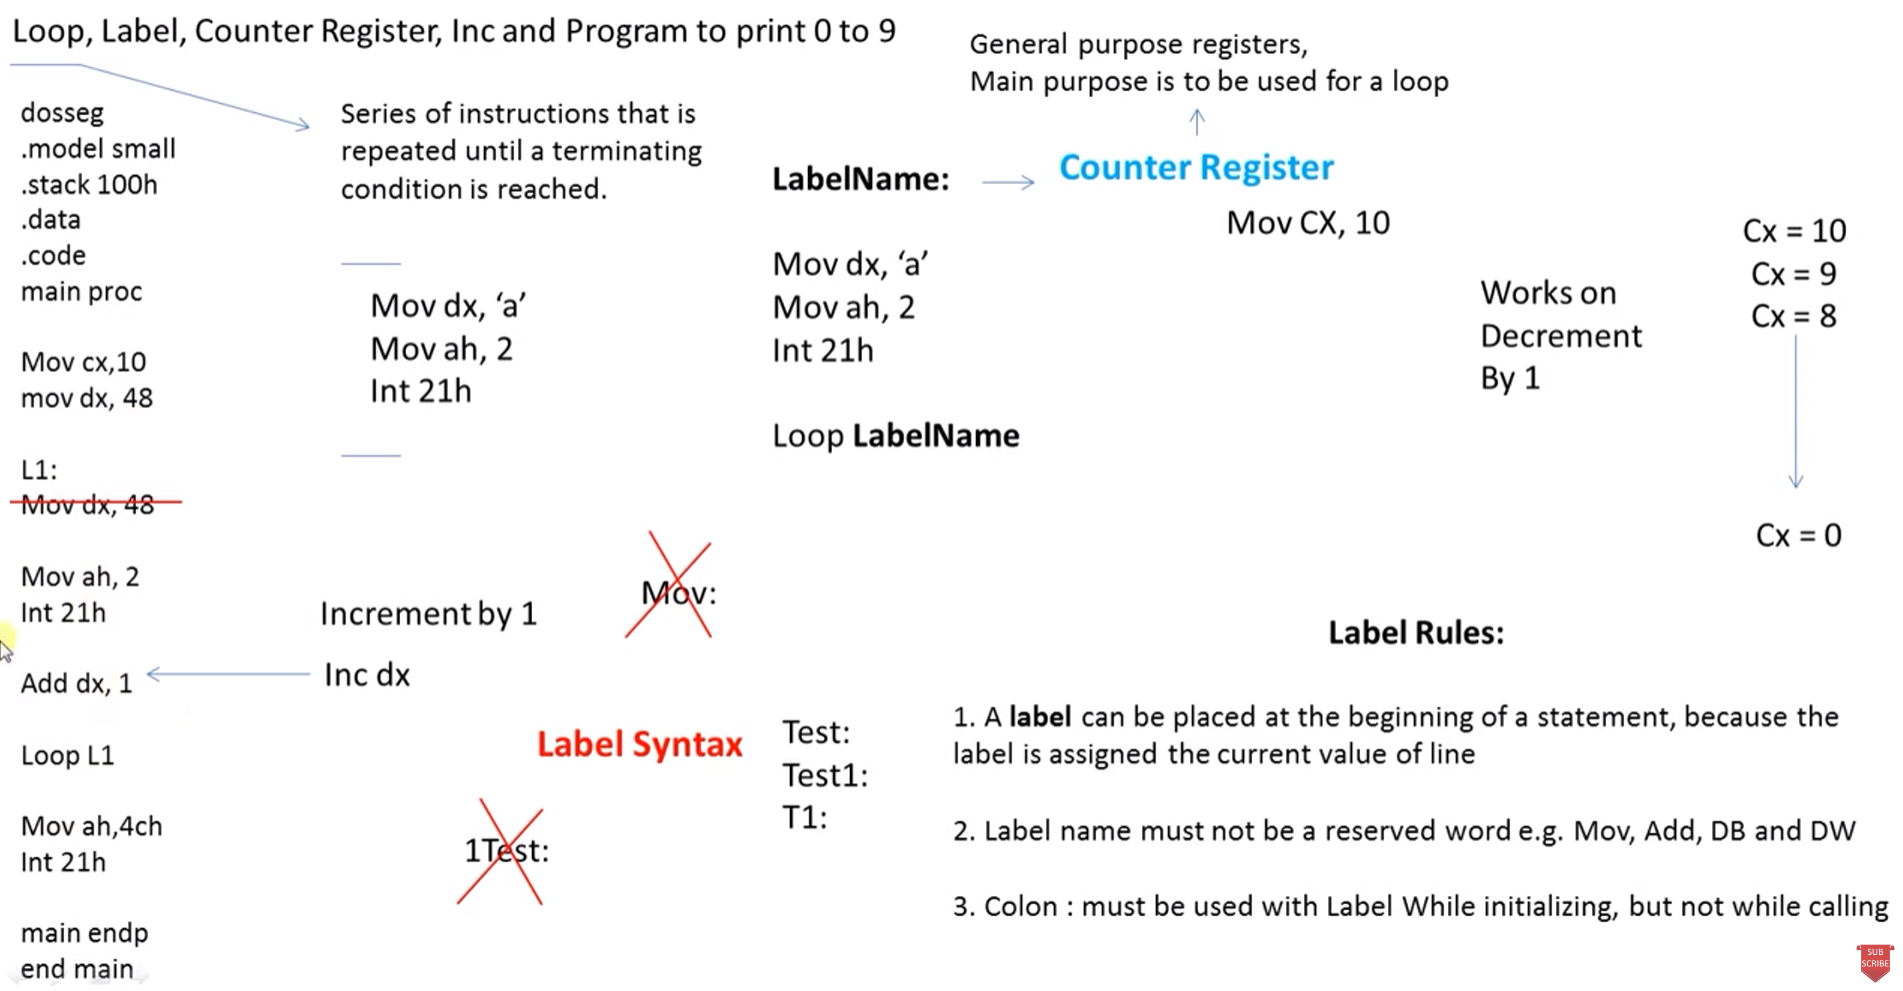 Loop, Label, Counter Register, Inc and Program to print 0 to 9
dosseg
.model small
.stack 100h
.data
.code
main proc
Mov cx,10
mov dx, 48
L1:
Mov dx, 48
Mov ah, 2
Int 21h
Add dx, 1
Loop L1
Mov ah,4ch
Int 21h
main endp
end main
Series of instructions that is
repeated until a terminating
condition is reached.
Mov dx, ‘a’
Mov ah, 2
Int 21h
Increment by 1
Inc dx
Mov:
Label Syntax
1Test:
Test:
Test1:
T1:
LabelName:
Mov dx, ‘a’
Mov ah, 2
Int 21h
Loop LabelName
General purpose registers,
Main purpose is to be used for a loop
Counter Register
Mov CX, 10
Works on
Decrement
By 1
Cx = 10
Cx = 9
Cx = 8
Cx = 0
Label Rules:
1. A label can be placed at the beginning of a statement, because the
label is assigned the current value of line
2. Label name must not be a reserved word e.g. Mov, Add, DB and DW
3. Colon : must be used with Label While initializing, but not while calling
SUB
SCRIBE